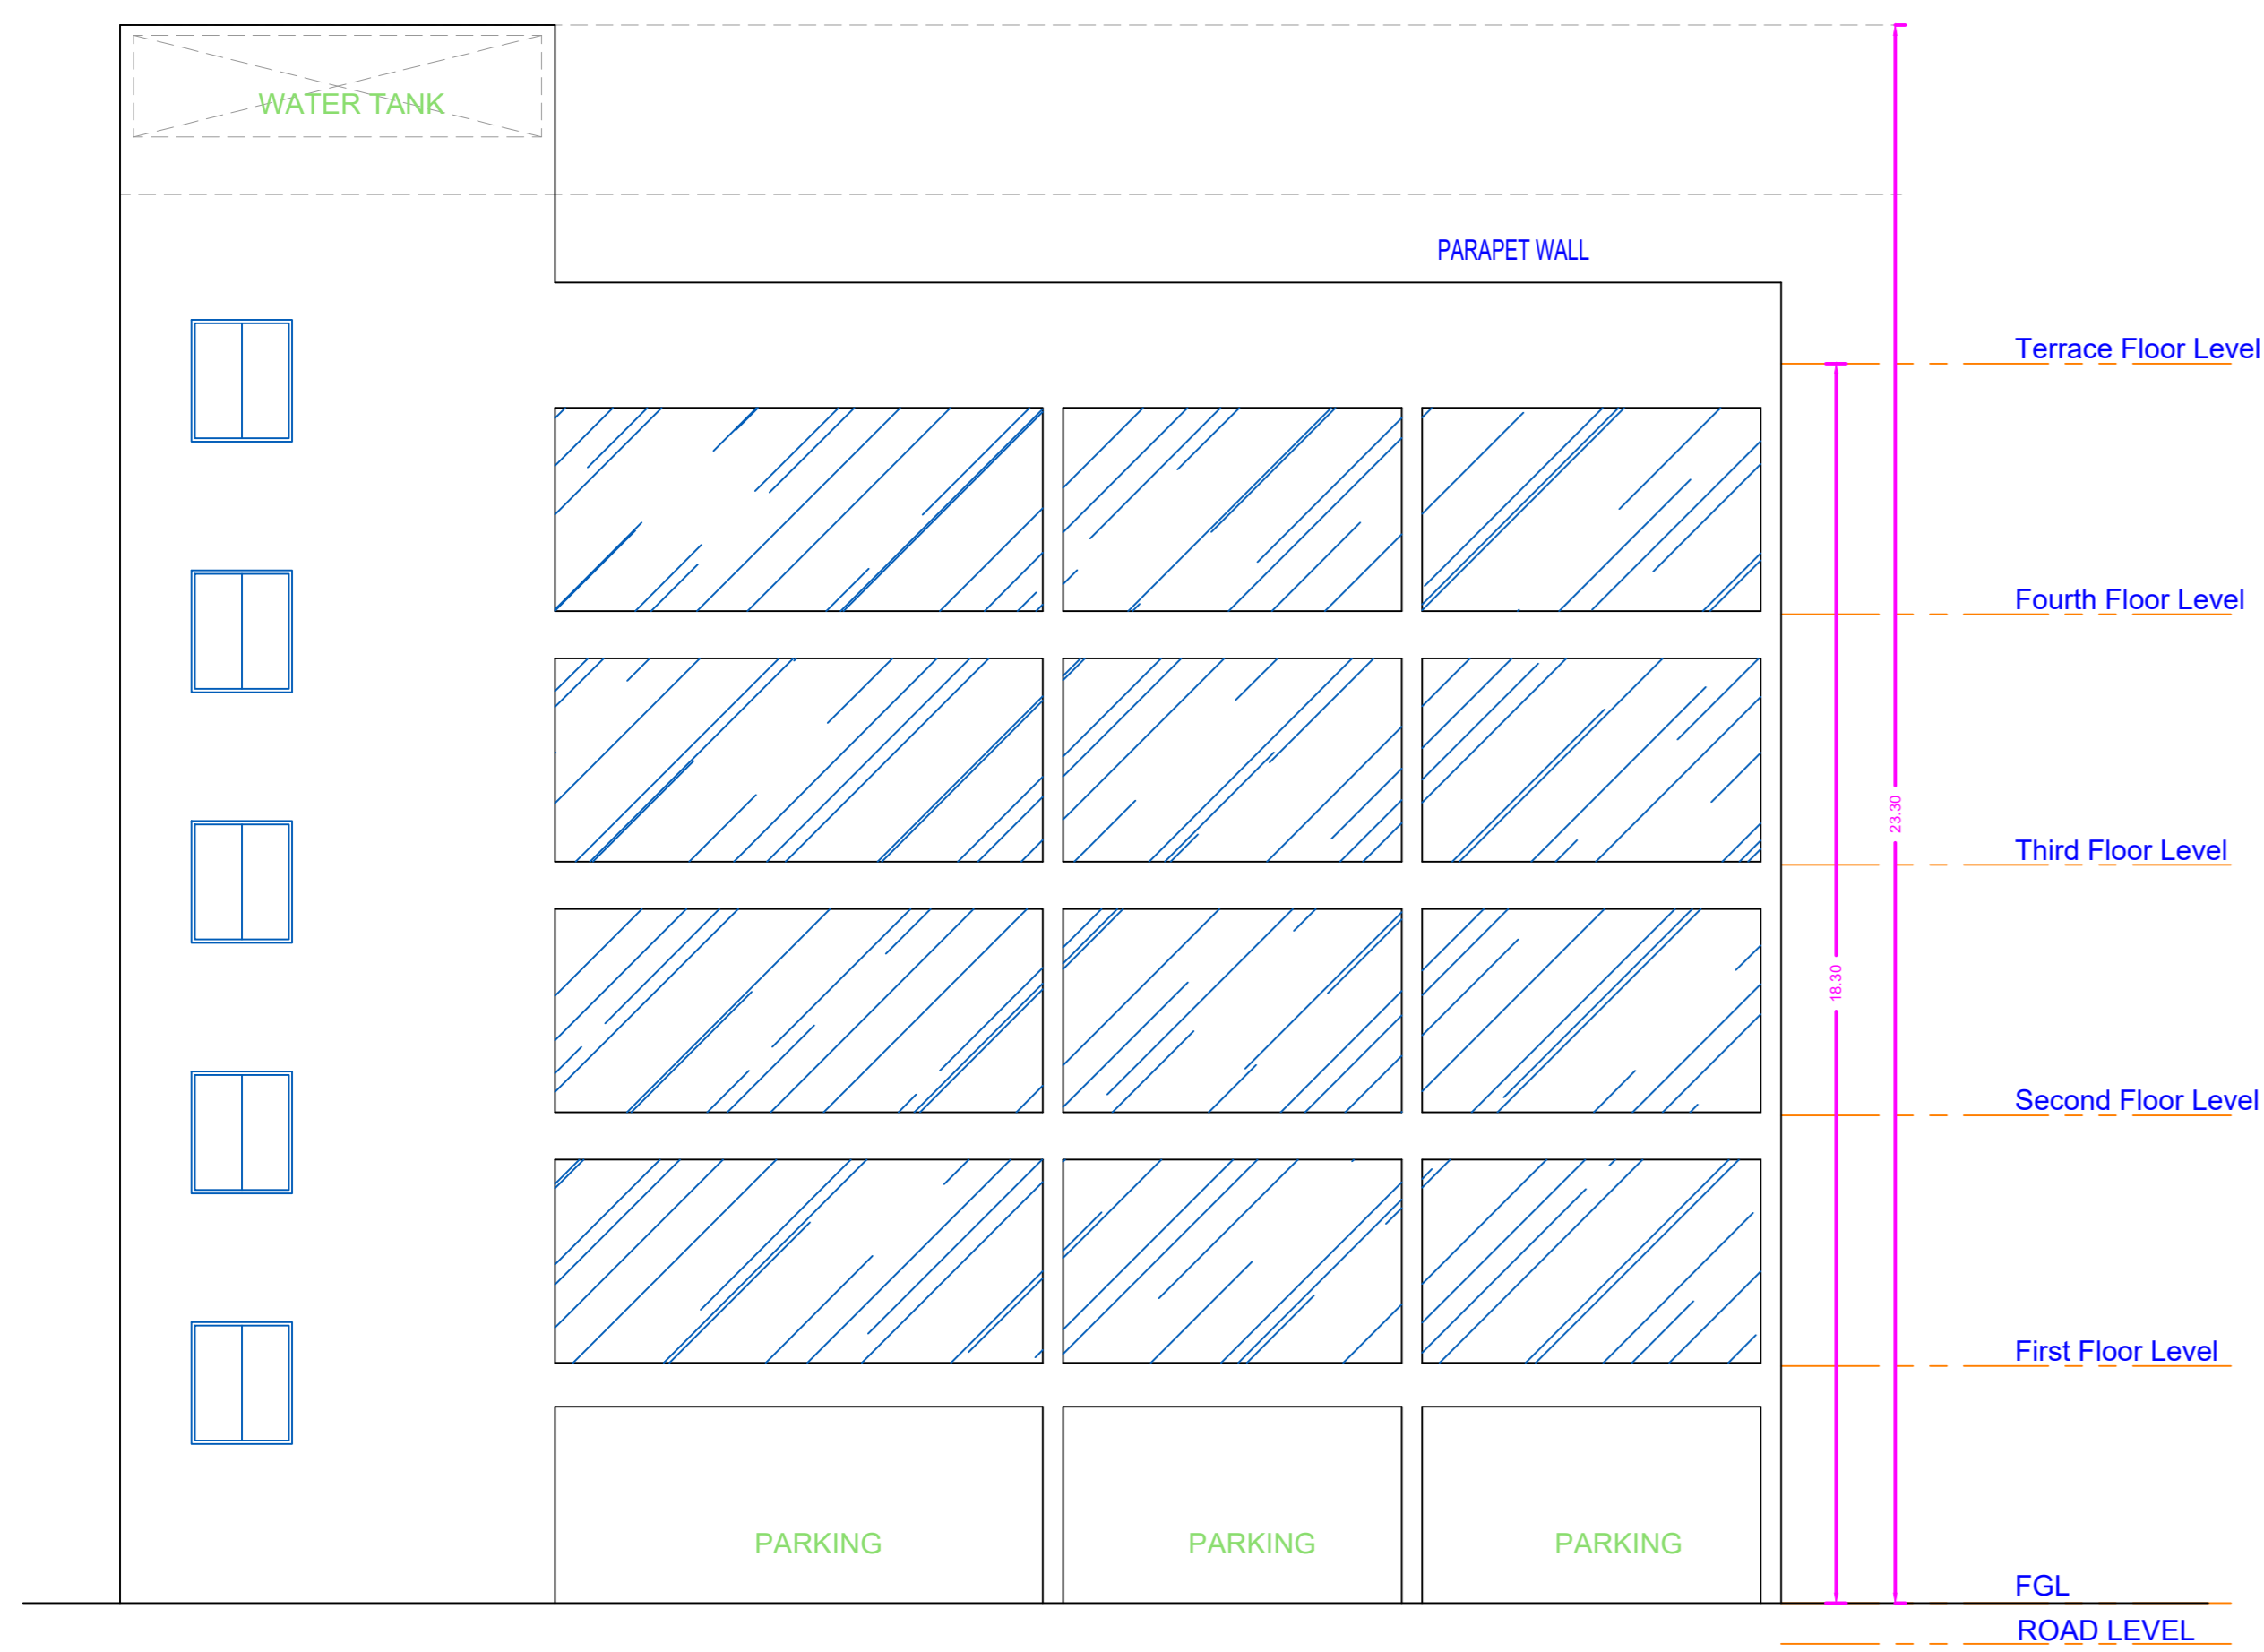 WATER TANK
PARAPET WALL
Terrace Floor Level
Fourth Floor Level
23.30
Third Floor Level
18.30
Second Floor Level
First Floor Level
PARKING
PARKING
PARKING
FGL
ROAD LEVEL